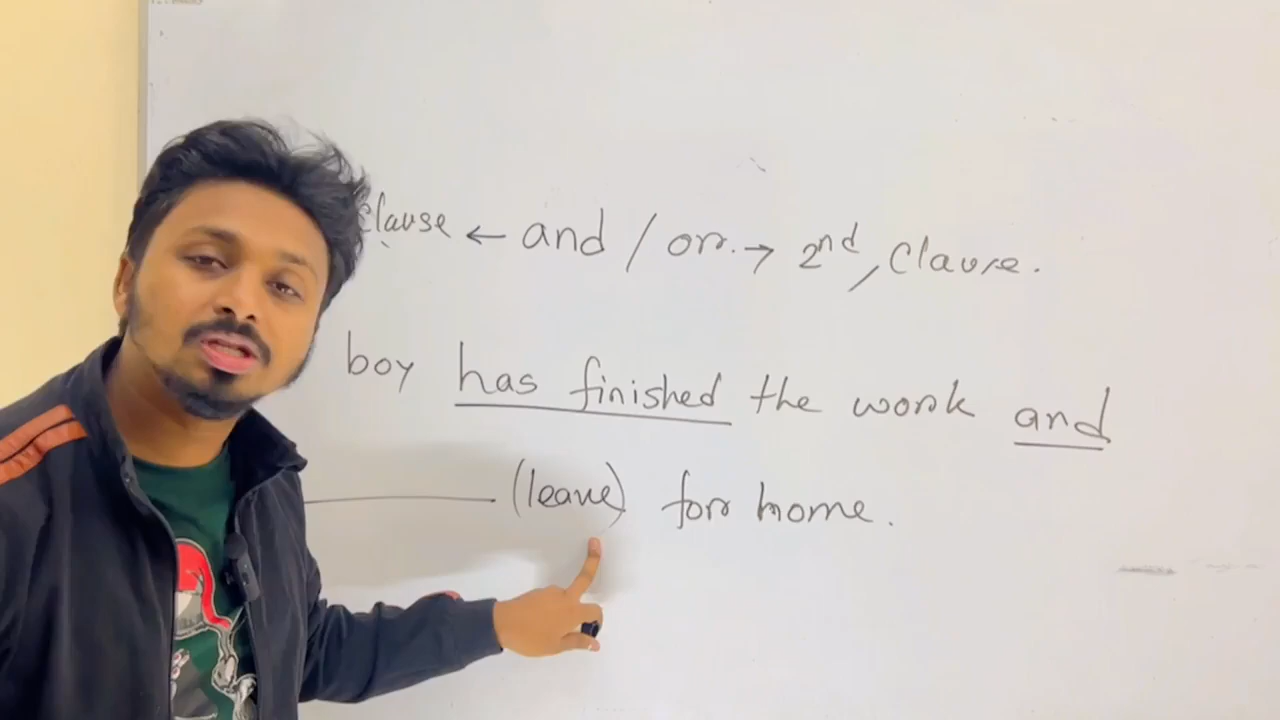 Clause ← and / or. → 2nd, Clause.
boy has finished the work and
(leave) for home.